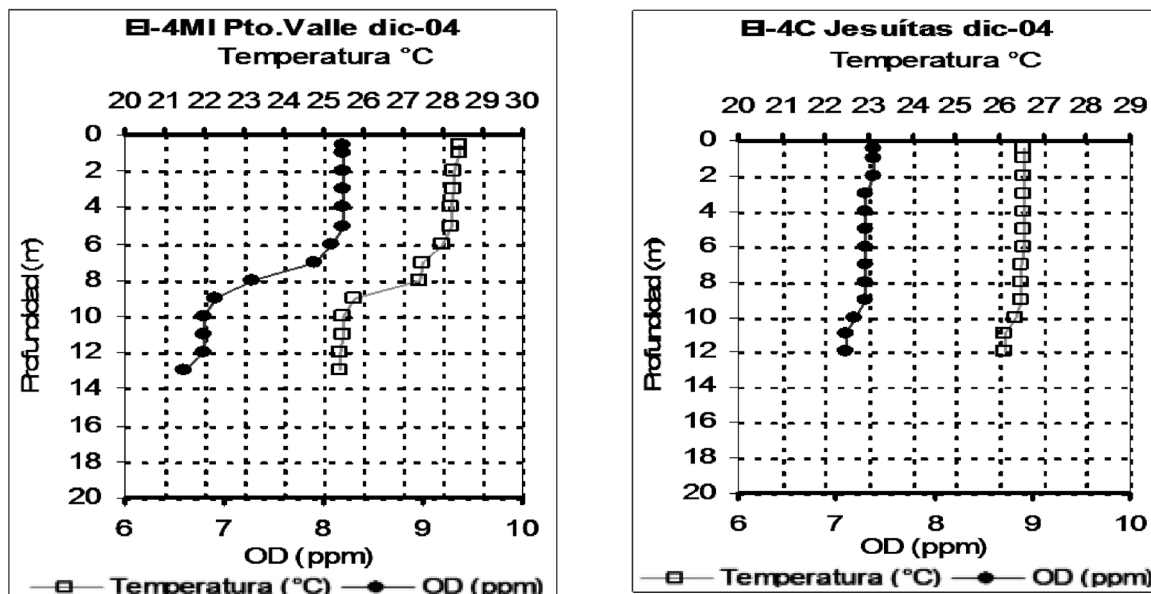 El-4MI Pto.Valle dic-04
Temperatura °C
20 21 22 23 24 25 26 27 28 29 30
0
2
4
6
8
10
12
14
16
18
20
Profundidad (m)
6 7 8 9 10
OD (ppm)
Temperatura (°C) OD (ppm)
El-4C Jesuítas dic-04
Temperatura °C
20 21 22 23 24 25 26 27 28 29
0
2
4
6
8
10
12
14
16
18
20
Profundidad (m)
6 7 8 9 10
OD (ppm)
Temperatura (°C) OD (ppm)